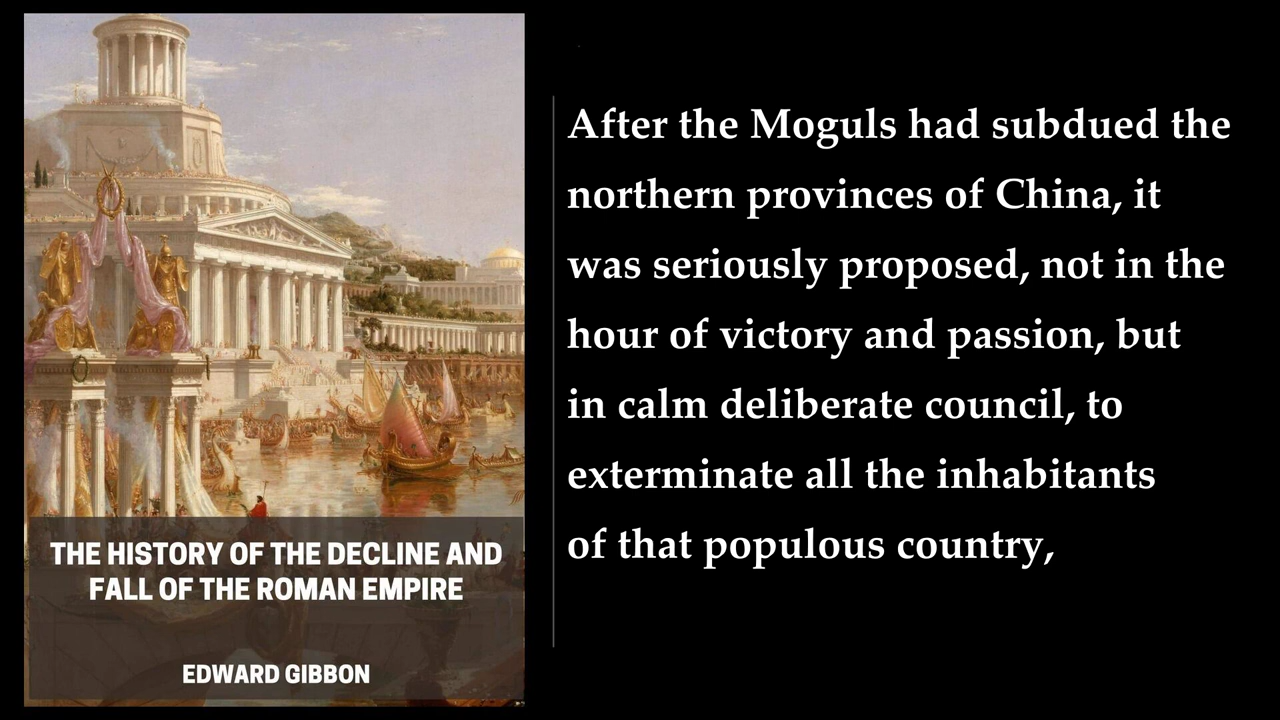 After the Moguls had subdued the
northern provinces of China, it
was seriously proposed, not in the
hour of victory and passion, but
in calm deliberate council, to
exterminate all the inhabitants
of that populous country,
THE HISTORY OF THE DECLINE AND
FALL OF THE ROMAN EMPIRE
EDWARD GIBBON